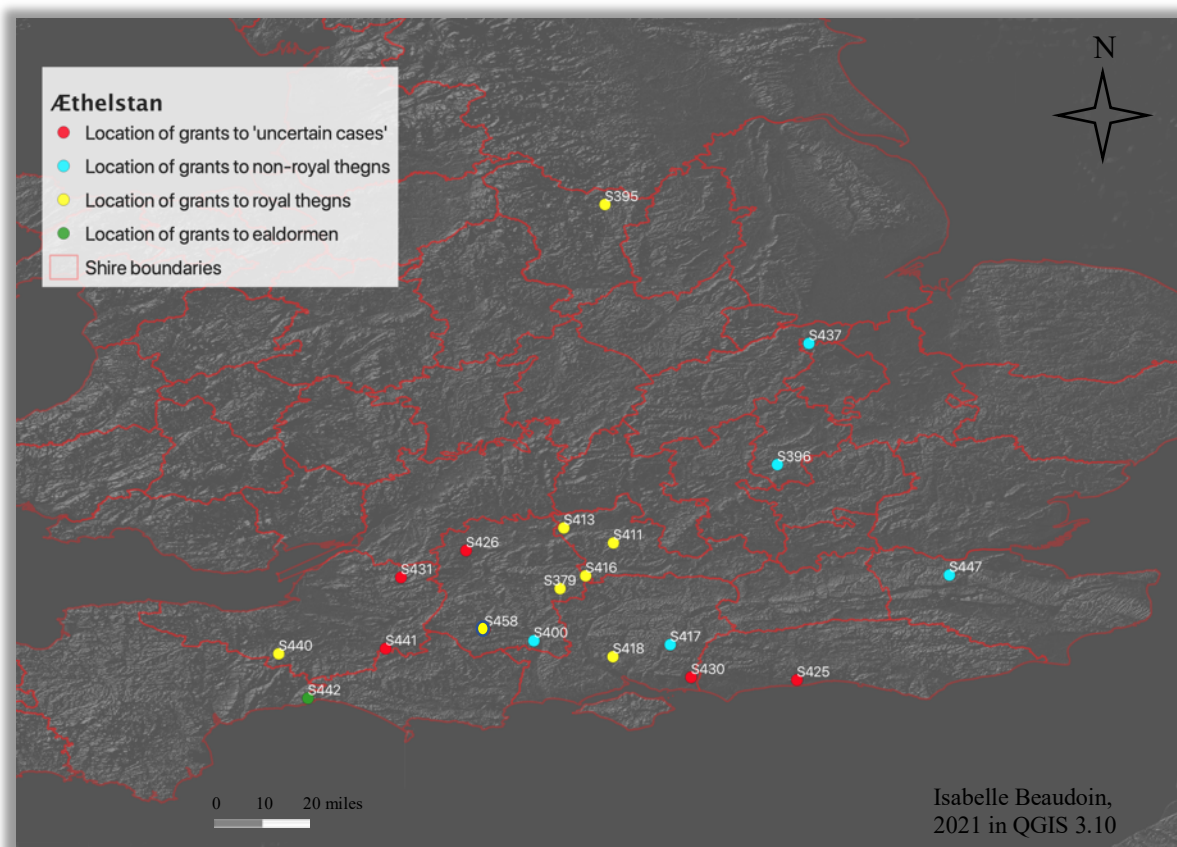 N
Æthelstan
Location of grants to 'uncertain cases'
Location of grants to non-royal thegns
Location of grants to royal thegns
Location of grants to ealdormen
Shire boundaries
S395
S437
S396
S413
S411
S426
S431
S416
S379
S447
S458
S400
S417
S440
S441
S418
S430
S425
S442
0 10 20 miles
Isabelle Beaudoin,
2021 in QGIS 3.10